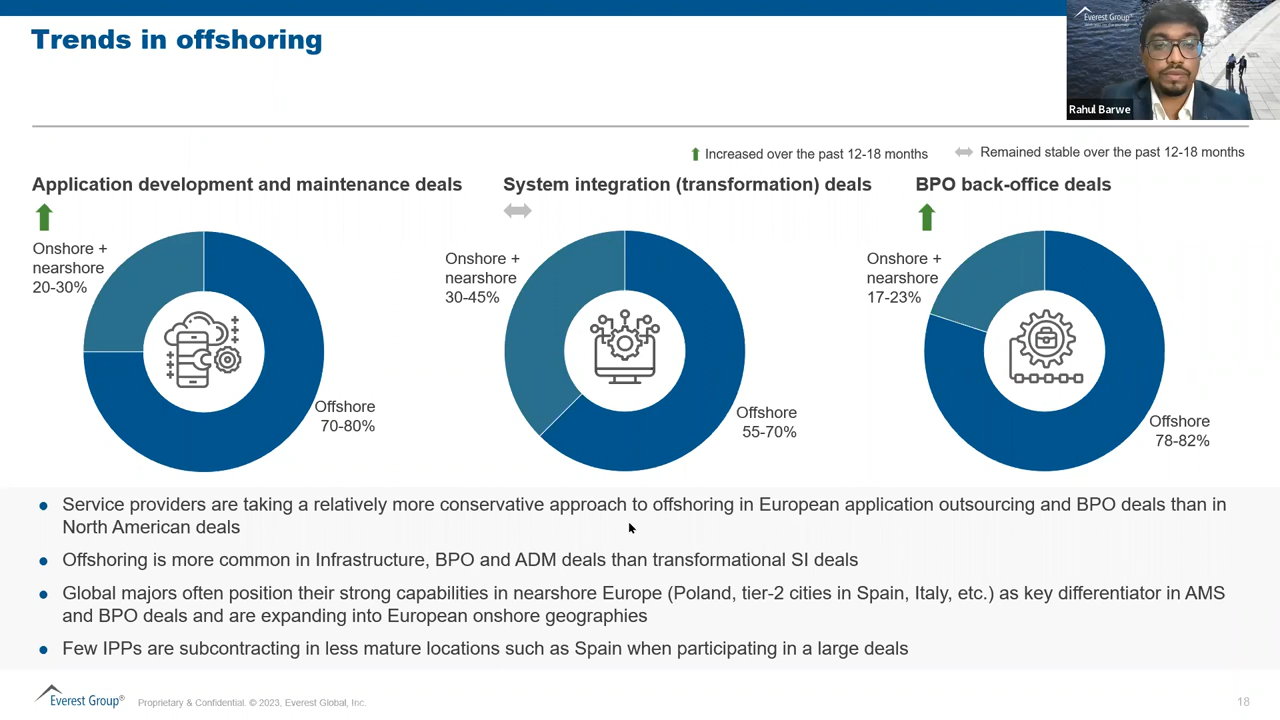 Trends in offshoring
Everest Group
Rahul Barwe
Increased over the past 12-18 months
Remained stable over the past 12-18 months
Application development and maintenance deals
Onshore +
nearshore
20-30%
Offshore
70-80%
System integration (transformation) deals
Onshore +
nearshore
30-45%
Offshore
55-70%
BPO back-office deals
Onshore +
nearshore
17-23%
Offshore
78-82%
● Service providers are taking a relatively more conservative approach to offshoring in European application outsourcing and BPO deals than in
North American deals
● Offshoring is more common in Infrastructure, BPO and ADM deals than transformational SI deals
● Global majors often position their strong capabilities in nearshore Europe (Poland, tier-2 cities in Spain, Italy, etc.) as key differentiator in AMS
and BPO deals and are expanding into European onshore geographies
● Few IPPs are subcontracting in less mature locations such as Spain when participating in a large deals
Everest Group®
Proprietary & Confidential. © 2023, Everest Global, Inc.
18